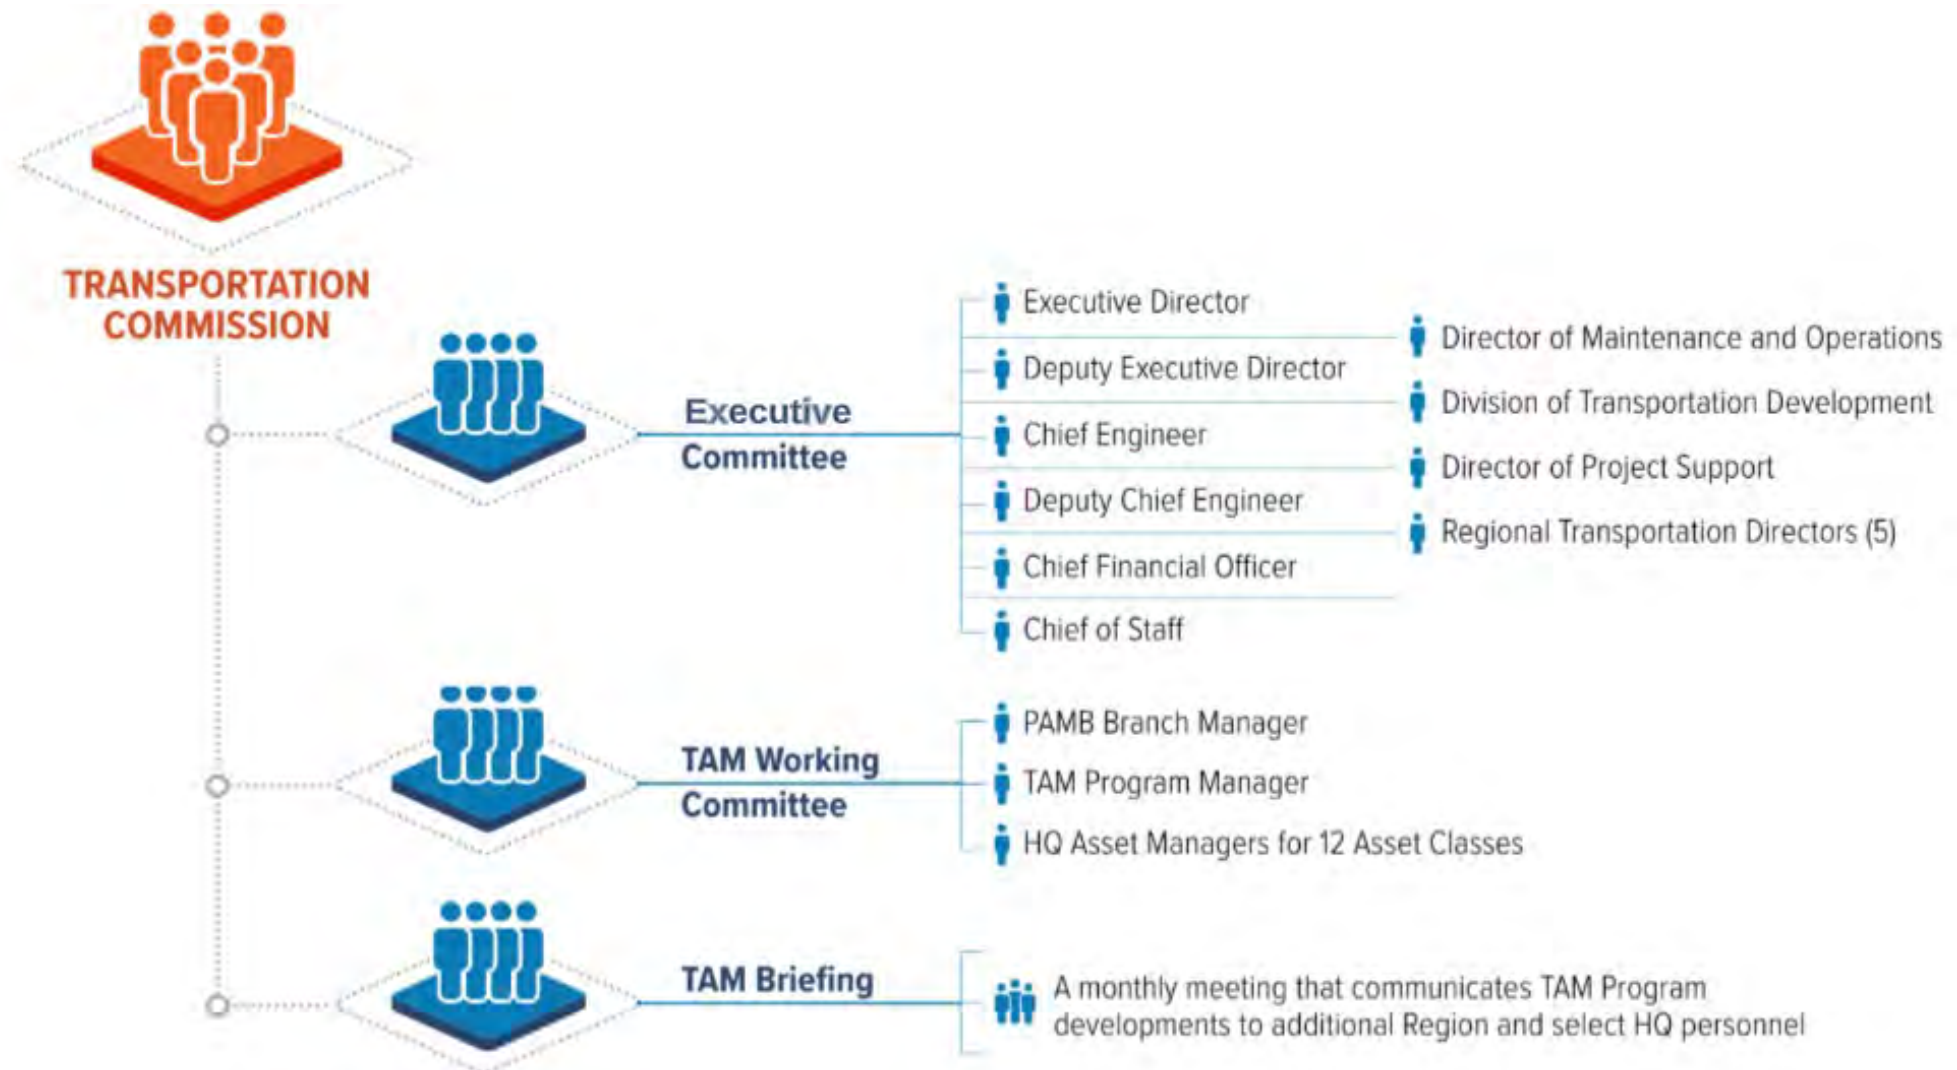 TRANSPORTATION
COMMISSION
Executive
Committee
Executive Director
Deputy Executive Director
Chief Engineer
Deputy Chief Engineer
Chief Financial Officer
Chief of Staff
Director of Maintenance and Operations
Division of Transportation Development
Director of Project Support
Regional Transportation Directors (5)
TAM Working
Committee
PAMB Branch Manager
TAM Program Manager
HQ Asset Managers for 12 Asset Classes
TAM Briefing
A monthly meeting that communicates TAM Program
developments to additional Region and select HQ personnel